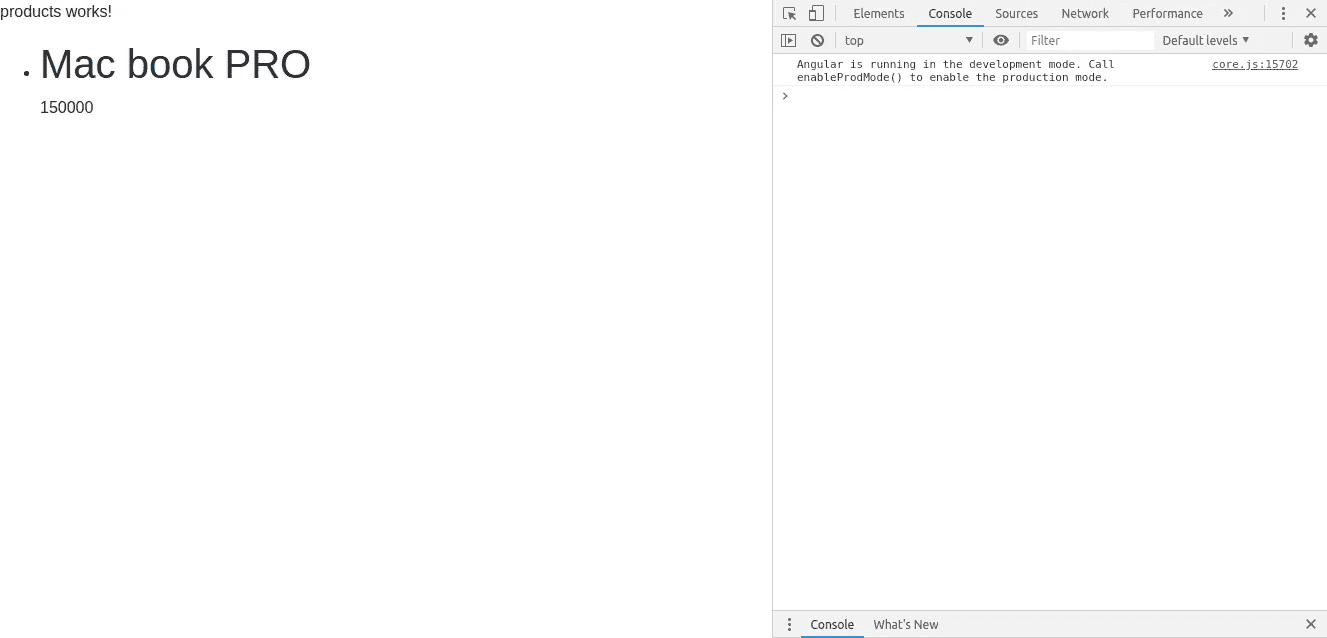 products works!
Mac book PRO
150000
Elements Console Sources Network Performance
top Filter Default levels
Angular is running in the development mode. Call core.js:15702
enableProdMode() to enable the production mode.
Console What's New